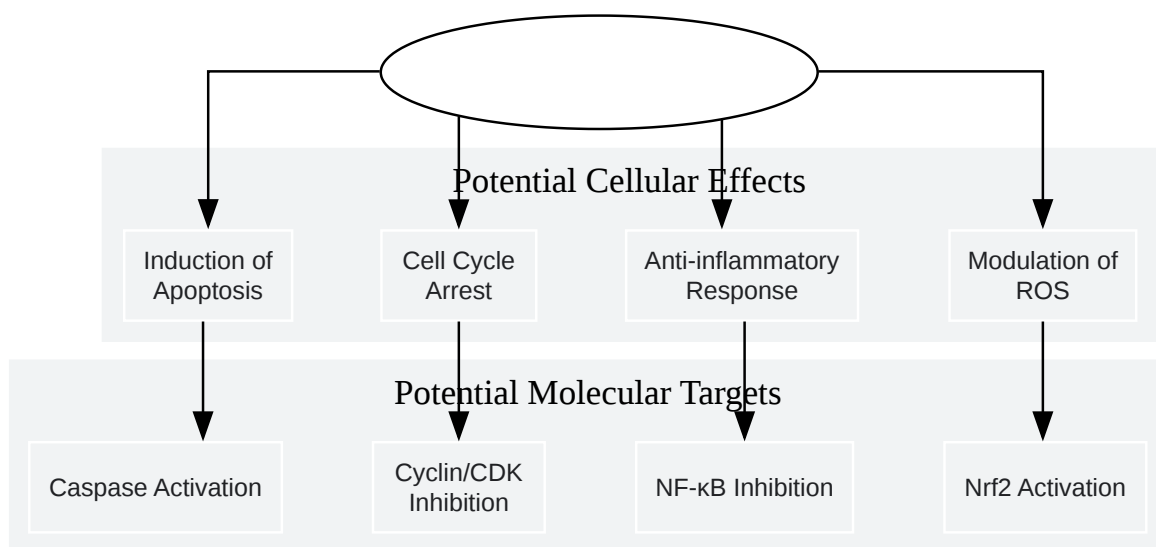 Potential Cellular Effects
Induction of
Apoptosis
Cell Cycle
Arrest
Anti-inflammatory
Response
Modulation of
ROS
Potential Molecular Targets
Caspase Activation
Cyclin/CDK
Inhibition
NF-κB Inhibition
Nrf2 Activation